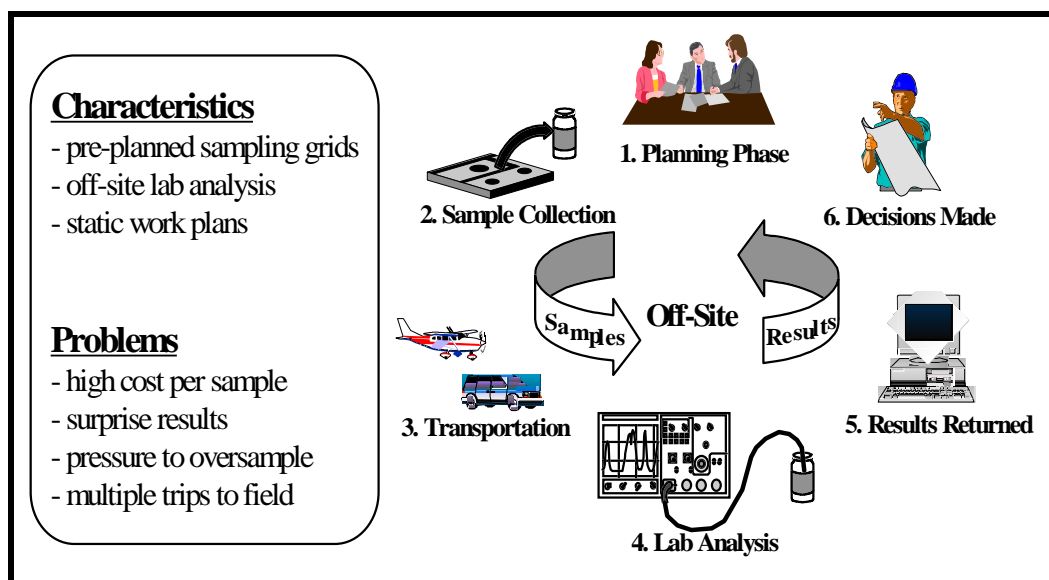 Characteristics
- pre-planned sampling grids
- off-site lab analysis
- static work plans
Problems
- high cost per sample
- surprise results
- pressure to oversample
- multiple trips to field
1. Planning Phase
2. Sample Collection
6. Decisions Made
Samples
Off-Site
Results
3. Transportation
5. Results Returned
4. Lab Analysis